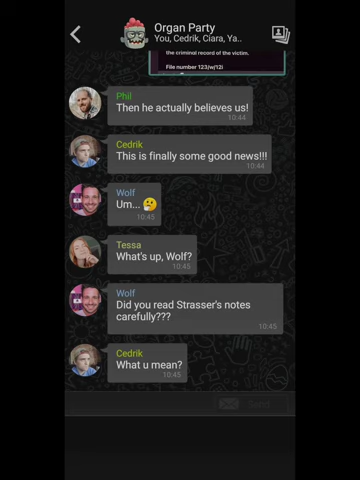 Organ Party
You, Cedrik, Ciara, Ya..
the criminal record of the victim.
File number 123/w/12i
Phil
Then he actually believes us!
10:44
Cedrik
This is finally some good news!!!
10:44
Wolf
Um... 🤔
10:45
Tessa
What's up, Wolf?
10:45
Wolf
Did you read Strasser's notes
carefully???
10:45
Cedrik
What u mean?
10:45
Send